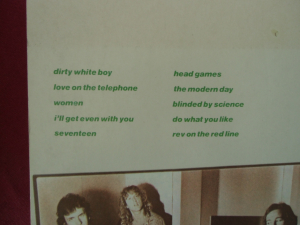 dirty white boy
love on the telephone
women
i'll get even with you
seventeen
head games
the modern day
blinded by science
do what you like
rev on the red line